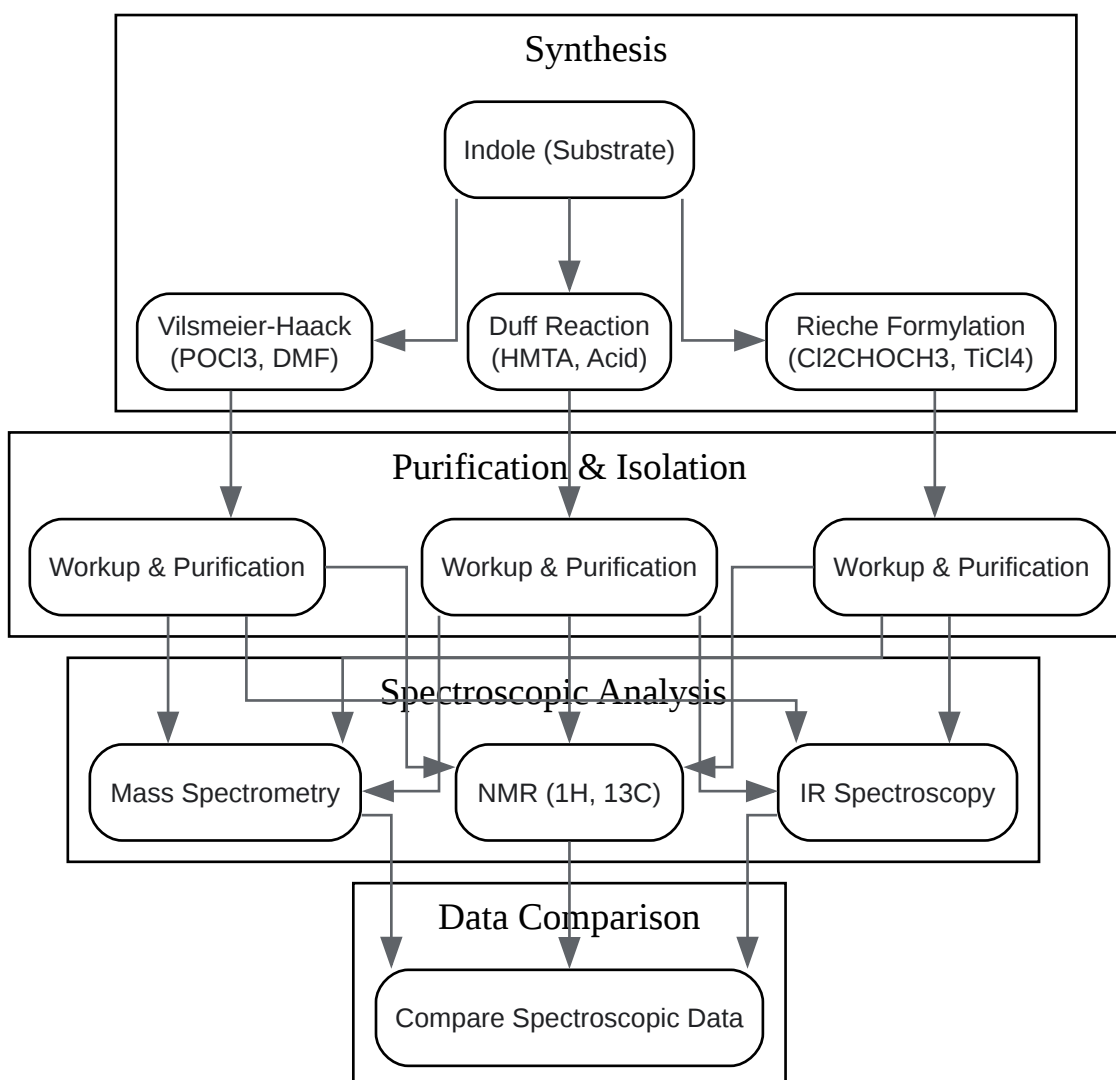 Synthesis
Indole (Substrate)
Vilsmeier-Haack
(POCl3, DMF)
Duff Reaction
(HMTA, Acid)
Rieche Formylation
(Cl2CHOCH3, TiCl4)
Purification & Isolation
Workup & Purification
Workup & Purification
Workup & Purification
Spectroscopic Analysis
Mass Spectrometry
NMR (1H, 13C)
IR Spectroscopy
Data Comparison
Compare Spectroscopic Data